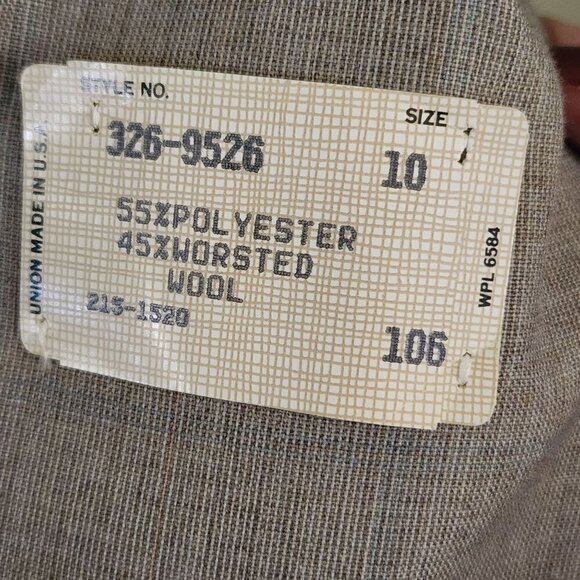 STYLE NO.
SIZE
326-9526
10
55%POLYESTER
45%WORSTED
WOOL
215-1520
106
UNION MADE IN U.S.A.
WPL 6584